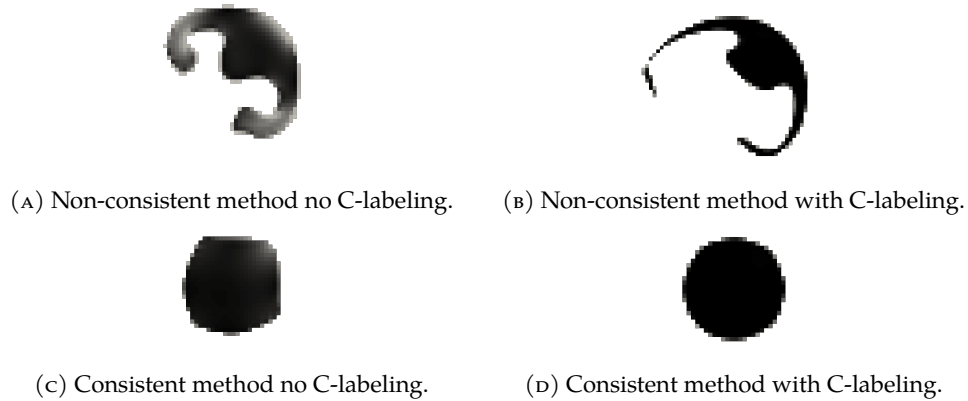 (A) Non-consistent method no C-labeling.
(B) Non-consistent method with C-labeling.
(C) Consistent method no C-labeling.
(D) Consistent method with C-labeling.